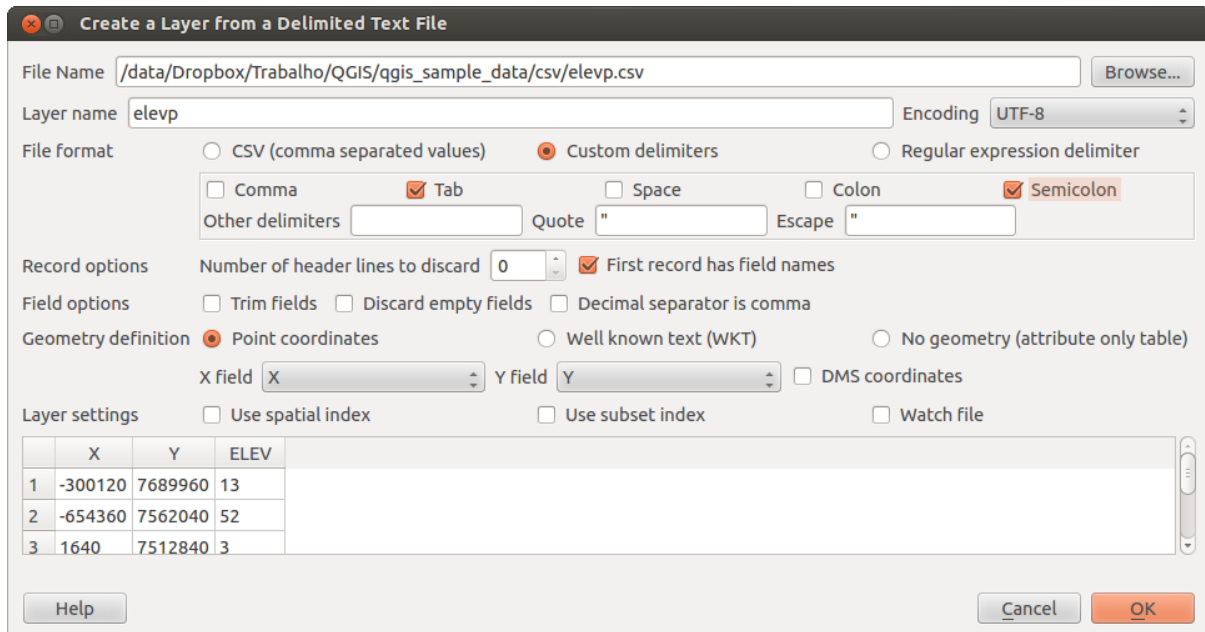 Create a Layer from a Delimited Text File
File Name /data/Dropbox/Trabalho/QGIS/qgis_sample_data/csv/elevp.csv Browse...
Layer name elevp Encoding UTF-8
File format CSV (comma separated values) Custom delimiters Regular expression delimiter
Comma Tab Space Colon Semicolon
Other delimiters Quote " Escape "
Record options Number of header lines to discard 0 First record has field names
Field options Trim fields Discard empty fields Decimal separator is comma
Geometry definition Point coordinates Well known text (WKT) No geometry (attribute only table)
X field X Y field Y DMS coordinates
Layer settings Use spatial index Use subset index Watch file
X Y ELEV
1 -300120 7689960 13
2 -654360 7562040 52
3 1640 7512840 3
Help Cancel OK